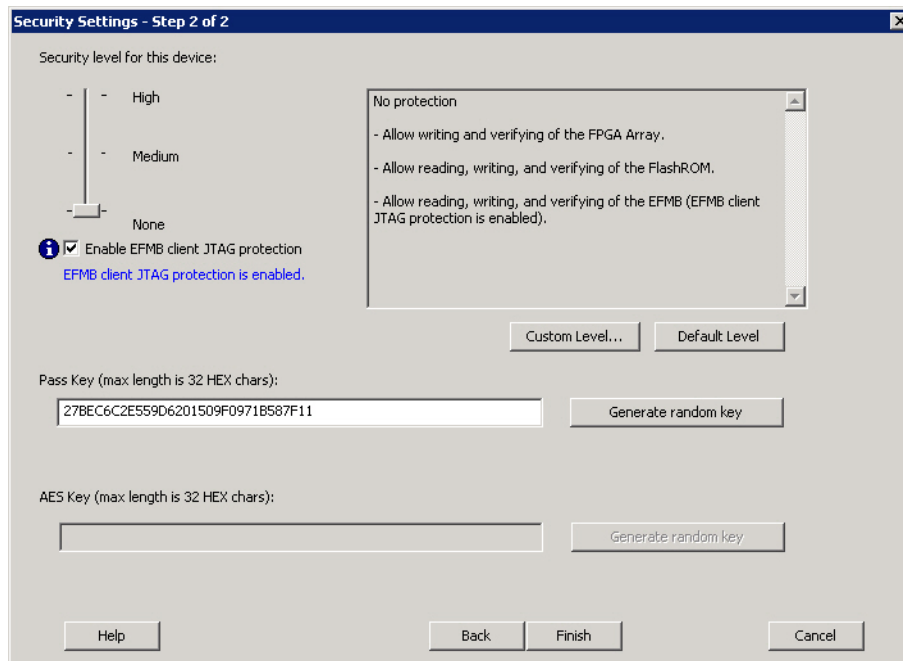 Security Settings - Step 2 of 2
Security level for this device:
High
Medium
None
Enable EFMB client JTAG protection
EFMB client JTAG protection is enabled.
No protection
- Allow writing and verifying of the FPGA Array.
- Allow reading, writing, and verifying of the FlashROM.
- Allow reading, writing, and verifying of the EFMB (EFMB client
JTAG protection is enabled).
Custom Level...
Default Level
Pass Key (max length is 32 HEX chars):
27BEC6C2E559D6201509F0971B587F11
Generate random key
AES Key (max length is 32 HEX chars):
Generate random key
Help
Back
Finish
Cancel